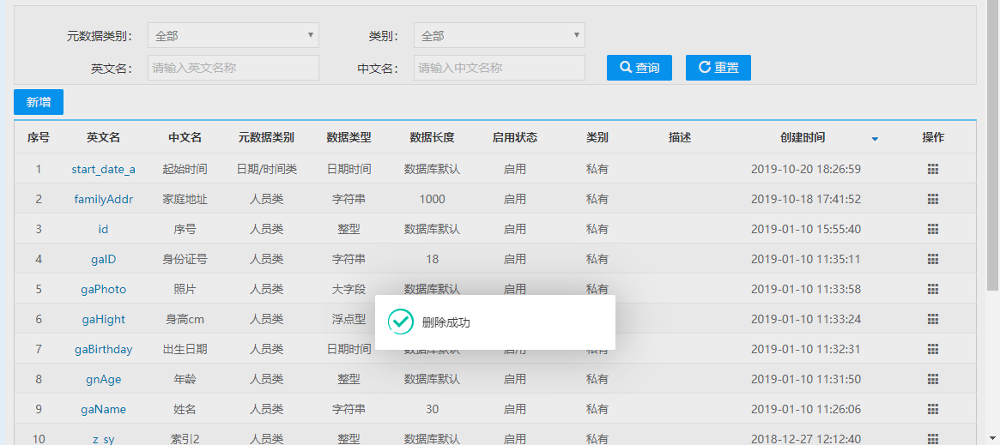 元数据类别： 全部 类别： 全部
英文名： 请输入英文名称 中文名： 请输入中文名称 查询 重置
新增
序号 英文名 中文名 元数据类别 数据类型 数据长度 启用状态 类别 描述 创建时间 操作
1 start_date_a 起始时间 日期/时间类 日期时间 数据库默认 启用 私有 2019-10-20 18:26:59
2 familyAddr 家庭地址 人员类 字符串 1000 启用 私有 2019-10-18 17:41:52
3 id 序号 人员类 整型 数据库默认 启用 私有 2019-01-10 15:55:40
4 gaID 身份证号 人员类 字符串 18 启用 私有 2019-01-10 11:35:11
5 gaPhoto 照片 人员类 大字段 数据库默认 启用 私有 2019-01-10 11:33:58
6 gaHight 身高cm 人员类 浮点型 2019-01-10 11:33:24
删除成功
7 gaBirthday 出生日期 人员类 日期时间 数据库默认 启用 私有 2019-01-10 11:32:31
8 gnAge 年龄 人员类 整型 数据库默认 启用 私有 2019-01-10 11:31:50
9 gaName 姓名 人员类 字符串 30 启用 私有 2019-01-10 11:26:06
10 z_sy 索引2 人员类 整型 数据库默认 启用 私有 2018-12-27 12:12:40